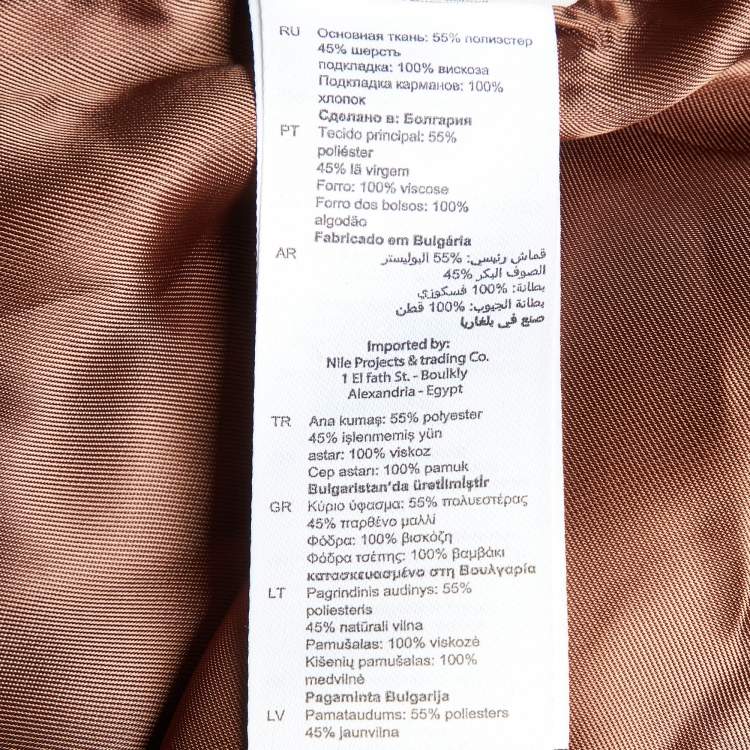 RU Основная ткань: 55% полиэстер
45% шерсть
подкладка: 100% вискоза
Подкладка карманов: 100%
хлопок
Сделано в: Болгария
PT Tecido principal: 55%
poliéster
45% lã virgem
Forro: 100% viscose
Forro dos bolsos: 100%
algodão
Fabricado em Bulgária
AR قماش رئيسي: 55% البوليستر
الصوف البكر 45%
بطانة: 100% فسكوزي
بطانة الجيوب: 100% قطن
صنع في بلغاريا
Imported by:
Nile Projects & trading Co.
1 El fath St. - Boulkly
Alexandria - Egypt
TR Ana kumaş: 55% polyester
45% işlenmemiş yün
astar: 100% viskoz
Cep astarı: 100% pamuk
Bulgaristan'da üretilmiştir
GR Κύριο ύφασμα: 55% πολυεστέρας
45% παρθένο μαλλί
Φόδρα: 100% βισκόζη
Φόδρα τσέπης: 100% βαμβάκι
κατασκευασμένο στη Βουλγαρία
LT Pagrindinis audinys: 55%
poliesteris
45% natūrali vilna
Pamušalas: 100% viskozė
Kišenių pamušalas: 100%
medvilnė
Pagaminta Bulgarija
LV Pamataudums: 55% poliesters
45% jaunvilna